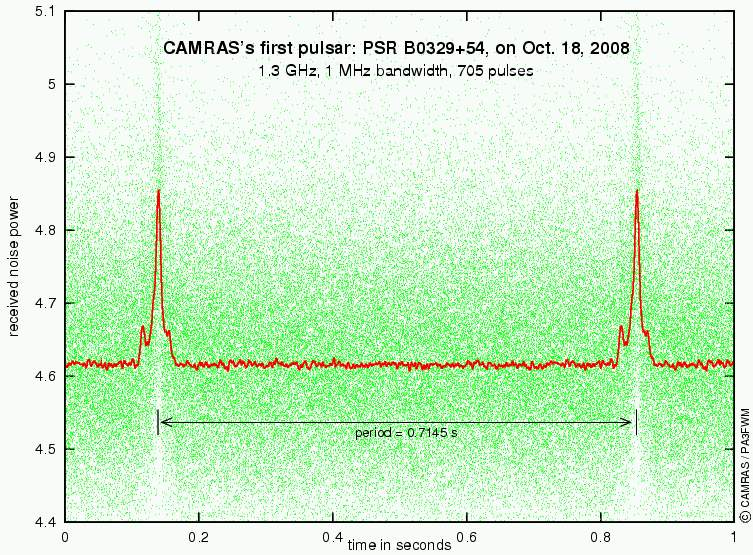 CAMRAS's first pulsar: PSR B0329+54, on Oct. 18, 2008
1.3 GHz, 1 MHz bandwidth, 705 pulses
received noise power
5.1
5
4.9
4.8
4.7
4.6
4.5
4.4
period = 0.7145 s
0
0.2
0.4
0.6
0.8
1
time in seconds
© CAMRAS / PA3FWM